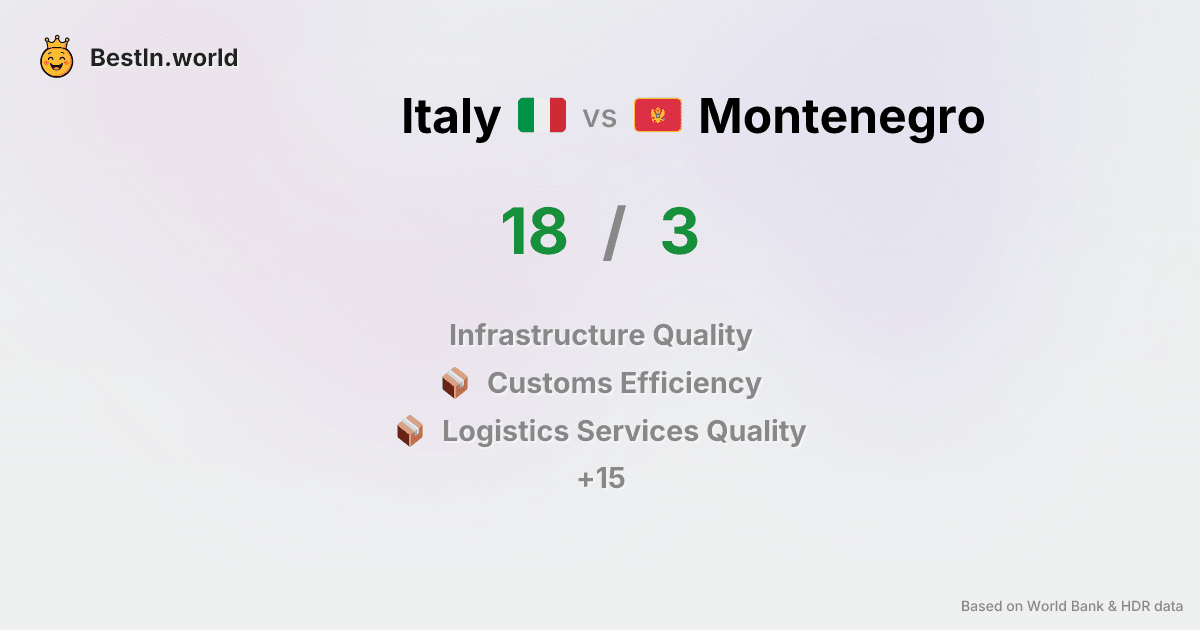 BestIn.world
Italy vs Montenegro
18 / 3
Infrastructure Quality
Customs Efficiency
Logistics Services Quality
+15
Based on World Bank & HDR data